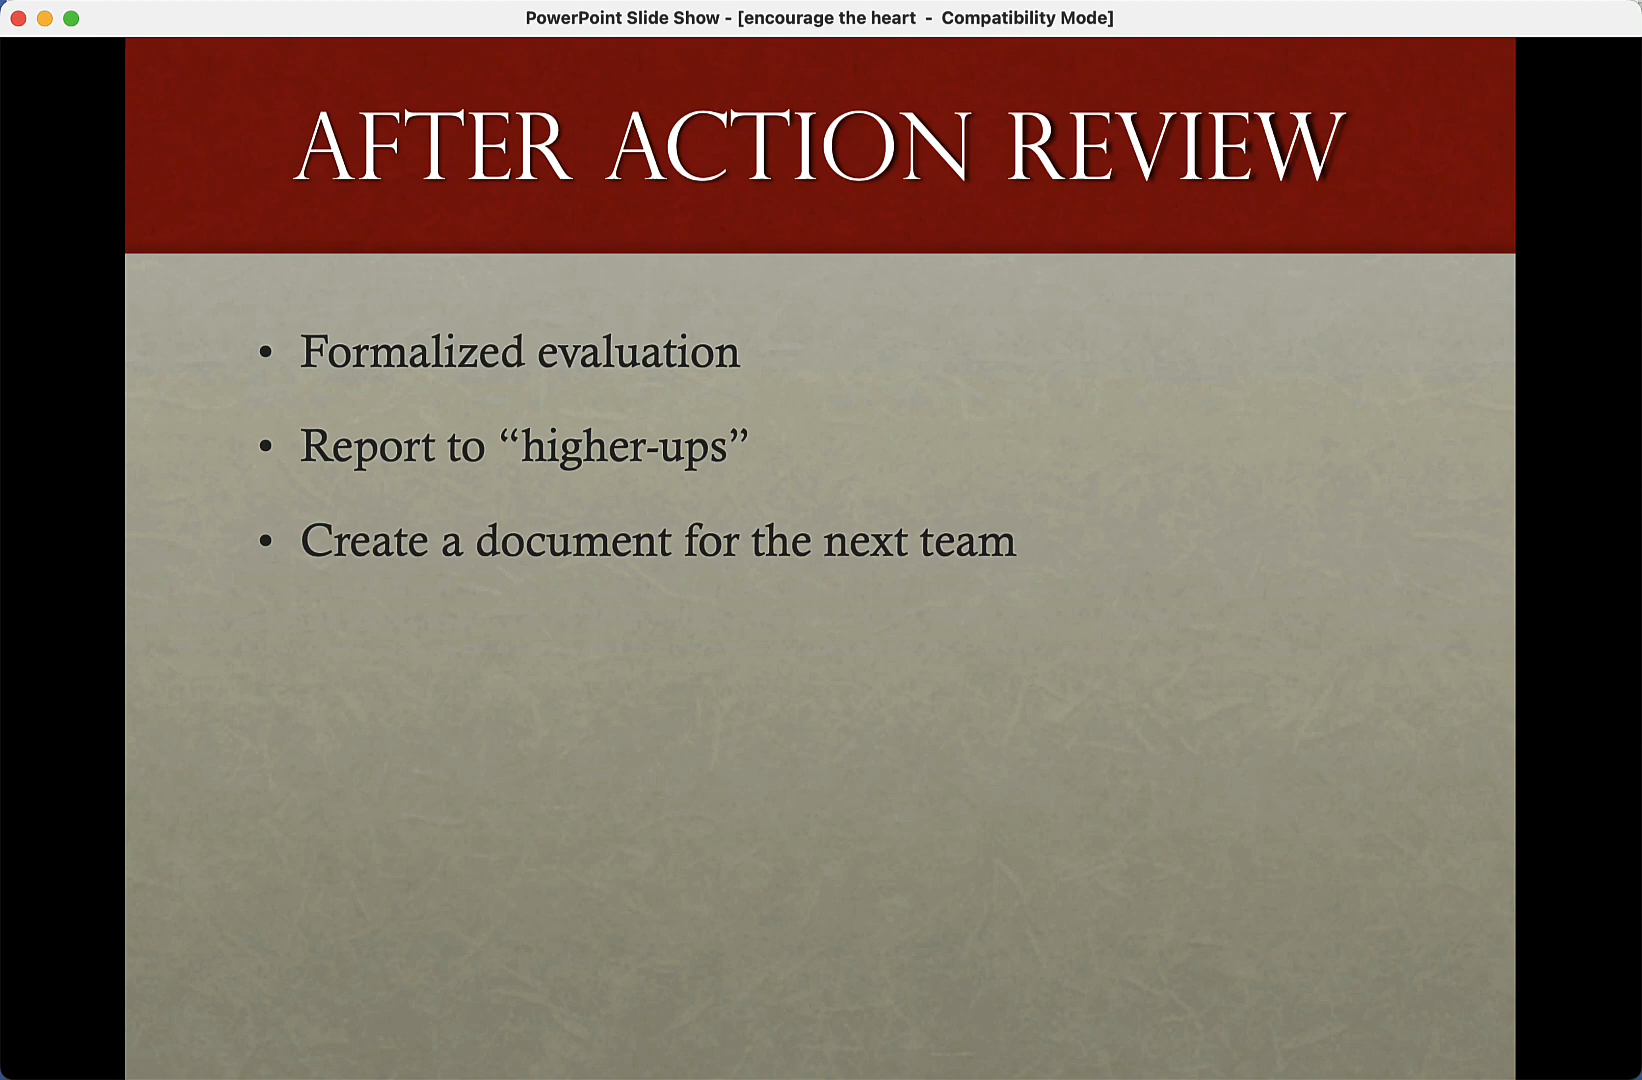 PowerPoint Slide Show - [encourage the heart  -  Compatibility Mode]
AFTER ACTION REVIEW
• Formalized evaluation
• Report to “higher-ups”
• Create a document for the next team